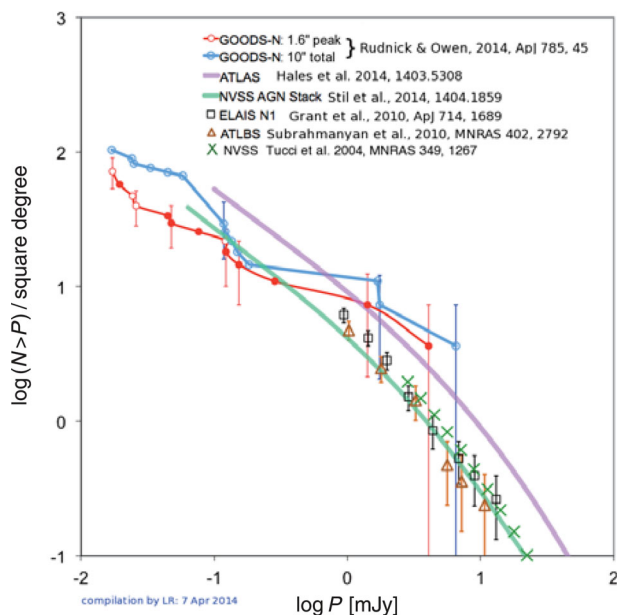 3
GOODS-N: 1.6" peak
GOODS-N: 10" total
} Rudnick & Owen, 2014, ApJ 785, 45
ATLAS Hales et al. 2014, 1403.5308
NVSS AGN Stack Stil et al., 2014, 1404.1859
ELAIS N1 Grant et al., 2010, ApJ 714, 1689
ATLBS Subrahmanyan et al., 2010, MNRAS 402, 2792
NVSS Tucci et al. 2004, MNRAS 349, 1267
2
1
0
-1
log (N>P) / square degree
-2 -1 0 1 2
compilation by LR: 7 Apr 2014
log P [mJy]